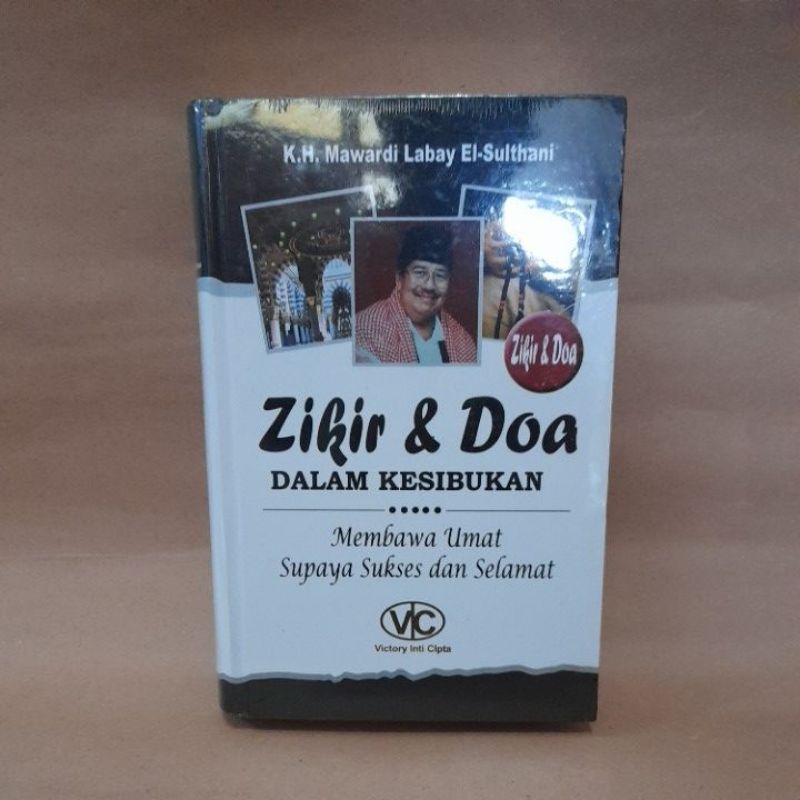 K.H. Mawardi Labay El-Sulthani
Zikir & Doa
Zikir & Doa
DALAM KESIBUKAN
Membawa Umat
Supaya Sukses dan Selamat
VIC
Victory Inti Cipta